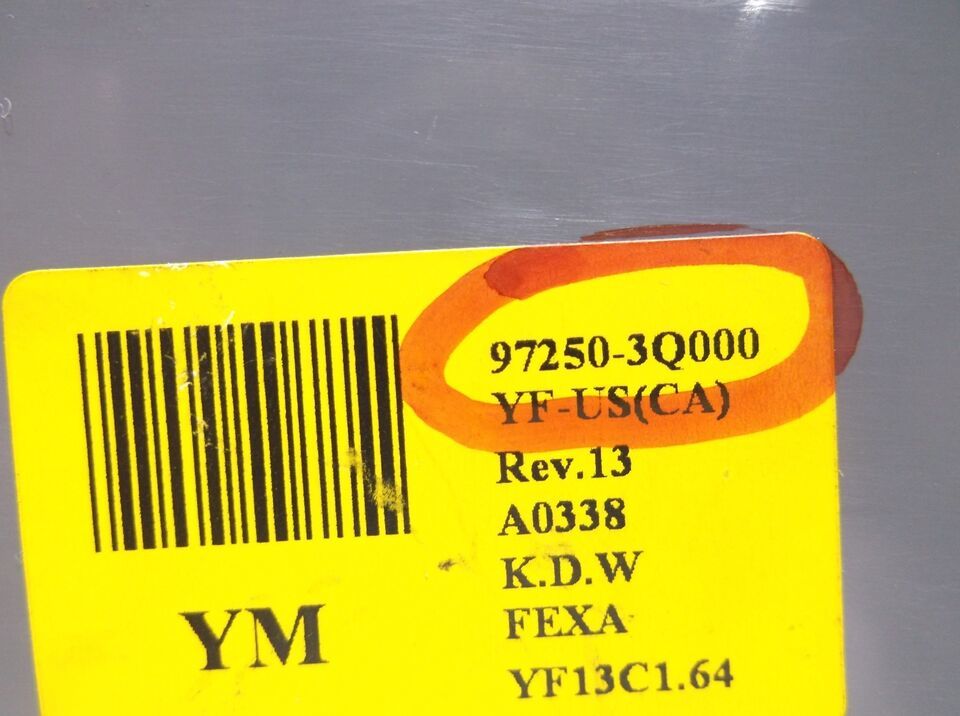 97250-3Q000
YF-US(CA)
Rev.13
A0338
K.D.W
FEXA
YF13C1.64
YM